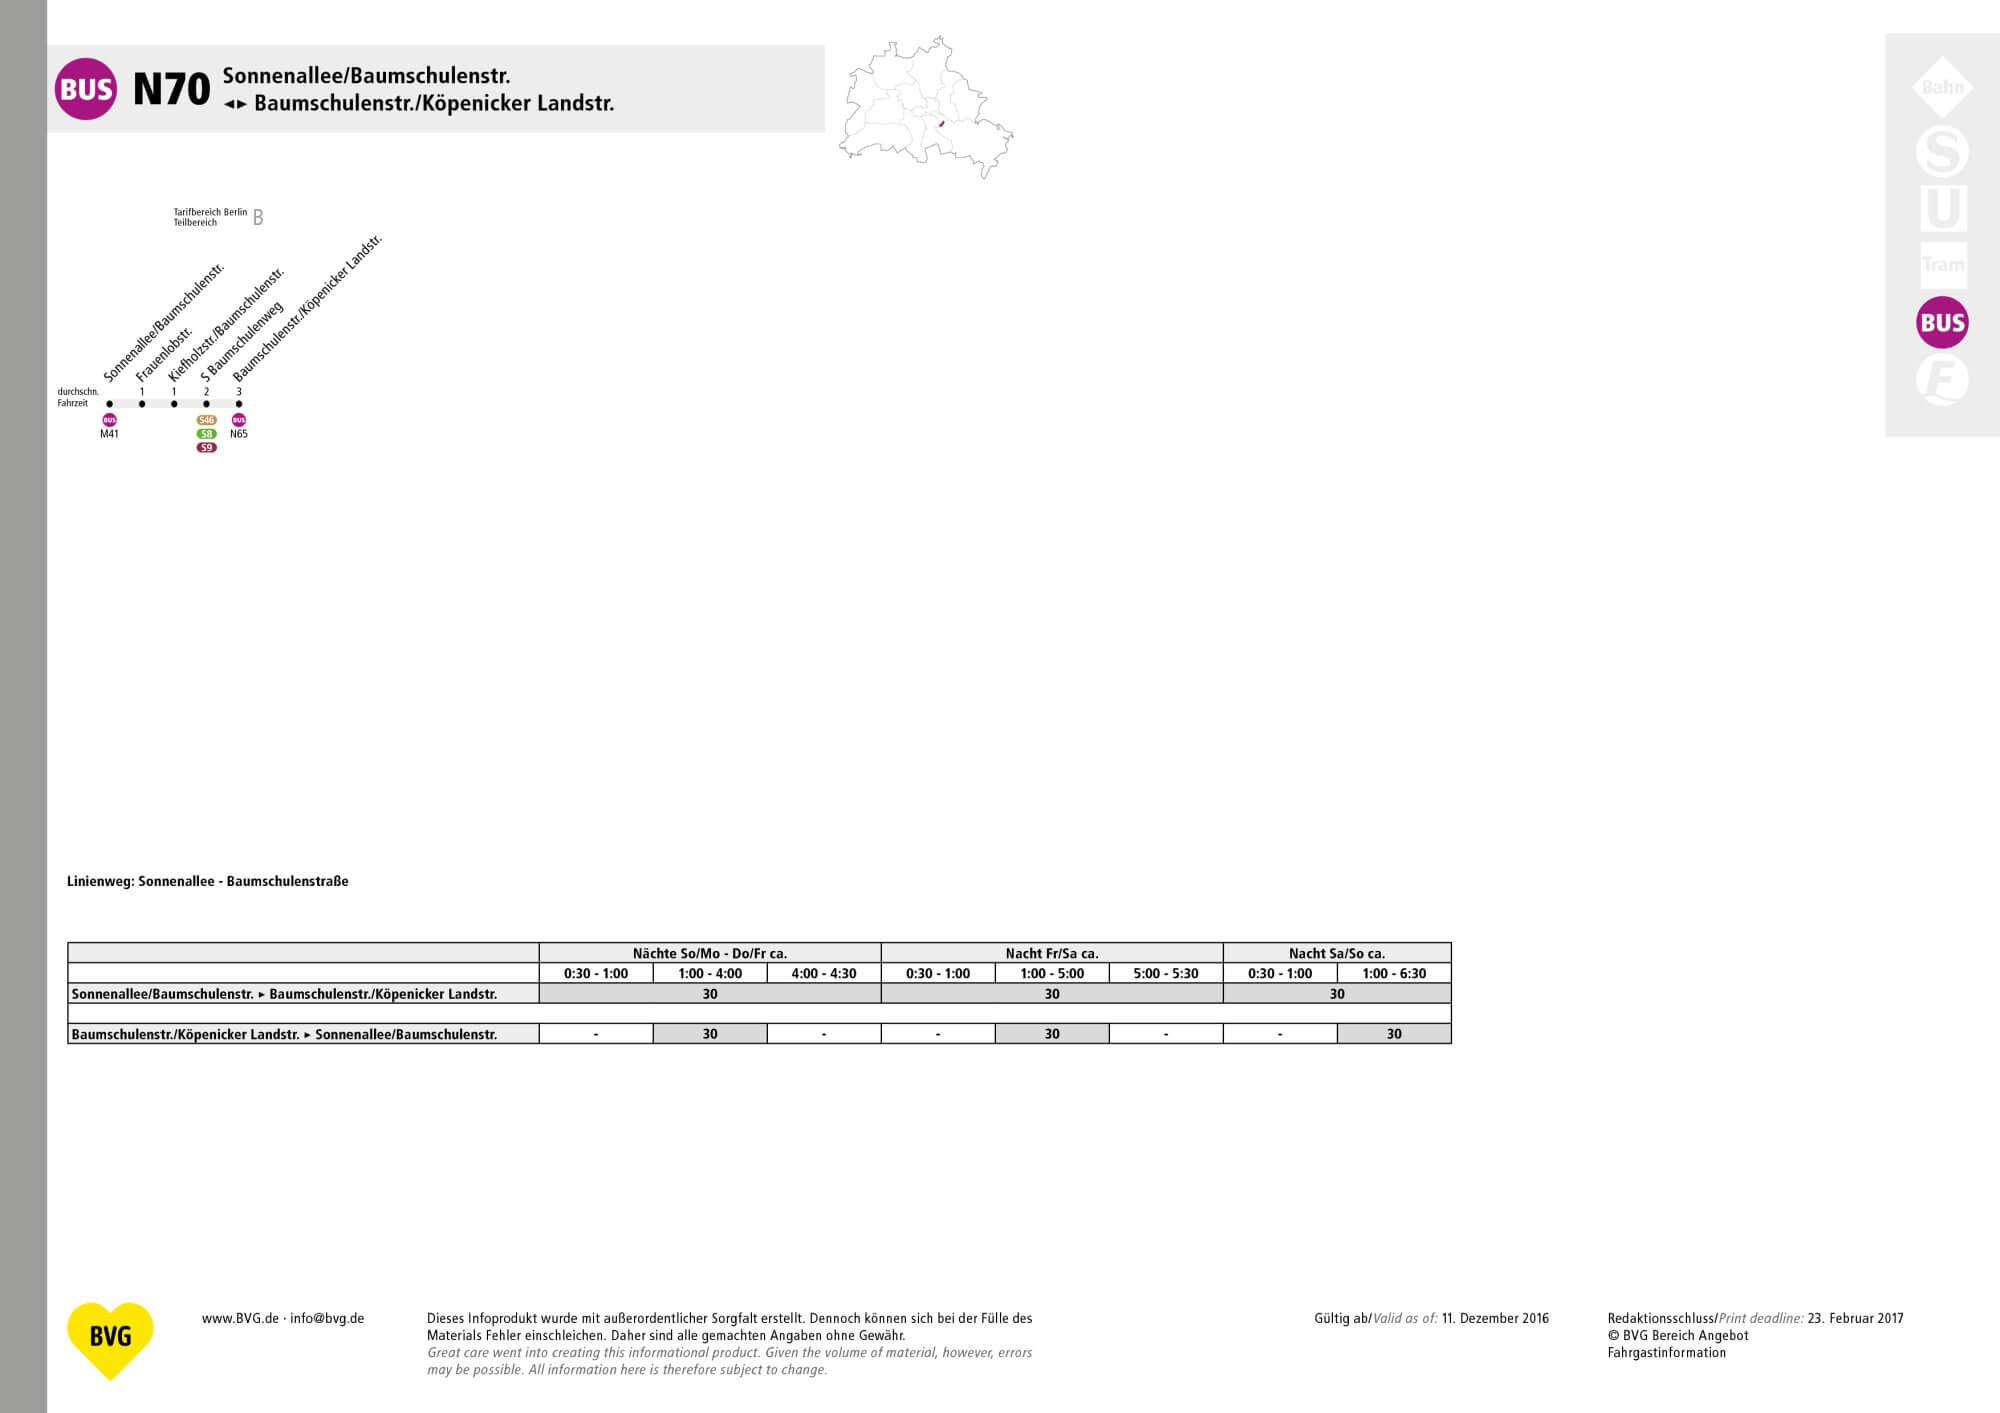 BUS N70 Sonnenallee/Baumschulenstr.
◄► Baumschulenstr./Köpenicker Landstr.
Bahn
S
U
Tram
BUS
F
Tarifbereich Berlin
Teilbereich B
Sonnenallee/Baumschulenstr.
Frauenlobstr.
Kiefholzstr./Baumschulenstr.
S Baumschulenweg
Baumschulenstr./Köpenicker Landstr.
durchschn. 1 1 2 3
Fahrzeit
BUS S46 BUS
M41 S8 N65
S9
Linienweg: Sonnenallee - Baumschulenstraße
Nächte So/Mo - Do/Fr ca. Nacht Fr/Sa ca. Nacht Sa/So ca.
0:30 - 1:00 1:00 - 4:00 4:00 - 4:30 0:30 - 1:00 1:00 - 5:00 5:00 - 5:30 0:30 - 1:00 1:00 - 6:30
Sonnenallee/Baumschulenstr. ► Baumschulenstr./Köpenicker Landstr. 30 30 30
Baumschulenstr./Köpenicker Landstr. ► Sonnenallee/Baumschulenstr. - 30 - - 30 - - 30
BVG
www.BVG.de · info@bvg.de
Dieses Infoprodukt wurde mit außerordentlicher Sorgfalt erstellt. Dennoch können sich bei der Fülle des
Materials Fehler einschleichen. Daher sind alle gemachten Angaben ohne Gewähr.
Great care went into creating this informational product. Given the volume of material, however, errors
may be possible. All information here is therefore subject to change.
Gültig ab/Valid as of: 11. Dezember 2016
Redaktionsschluss/Print deadline: 23. Februar 2017
© BVG Bereich Angebot
Fahrgastinformation